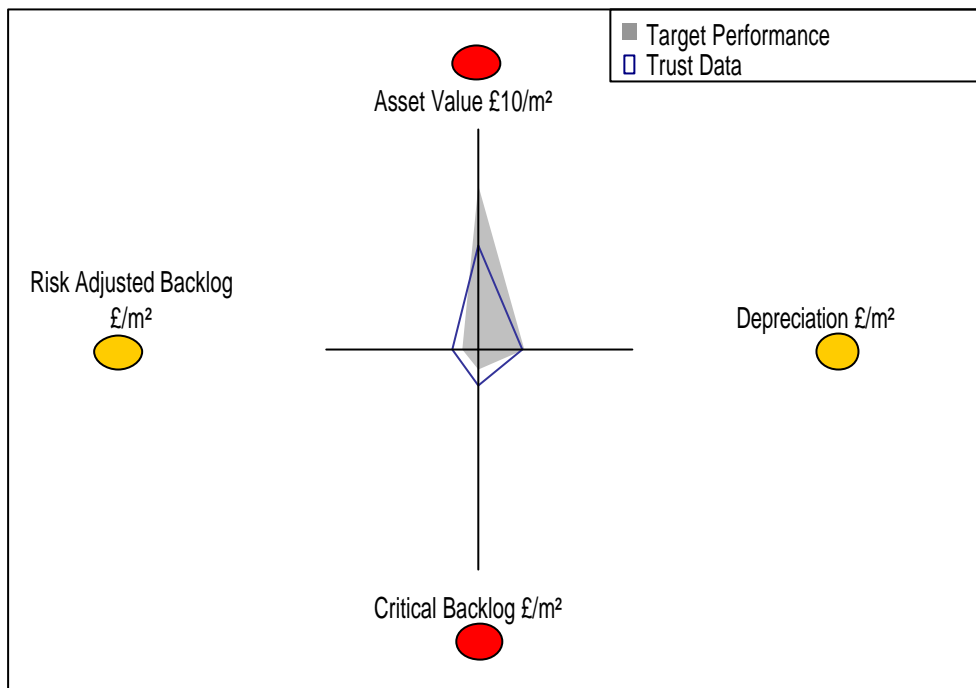 Target Performance
Trust Data
Asset Value £10/m²
Risk Adjusted Backlog
£/m²
Depreciation £/m²
Critical Backlog £/m²